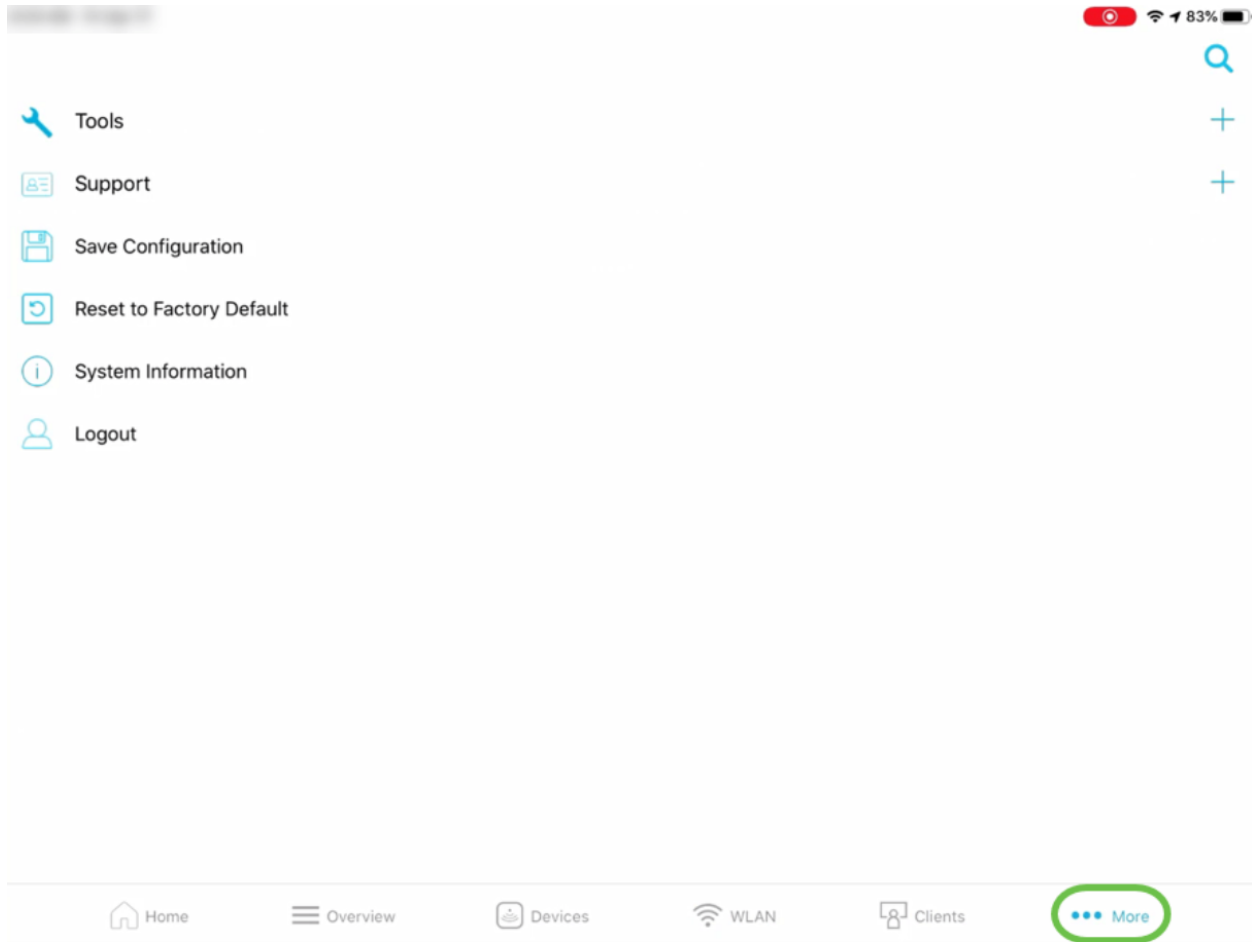 83%
Tools
Support
Save Configuration
Reset to Factory Default
System Information
Logout
Home Overview Devices WLAN Clients More